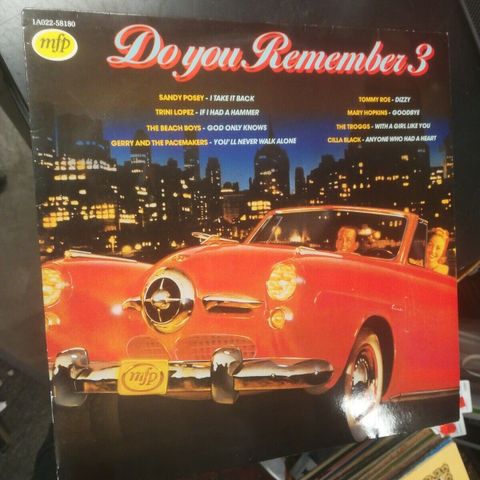 1A022-58180
mfp
Do you Remember 3
SANDY POSEY - I TAKE IT BACK
TRINI LOPEZ - IF I HAD A HAMMER
THE BEACH BOYS - GOD ONLY KNOWS
GERRY AND THE PACEMAKERS - YOU'LL NEVER WALK ALONE
TOMMY ROE - DIZZY
MARY HOPKINS - GOODBYE
THE TROGGS - WITH A GIRL LIKE YOU
CILLA BLACK - ANYONE WHO HAD A HEART
mfp